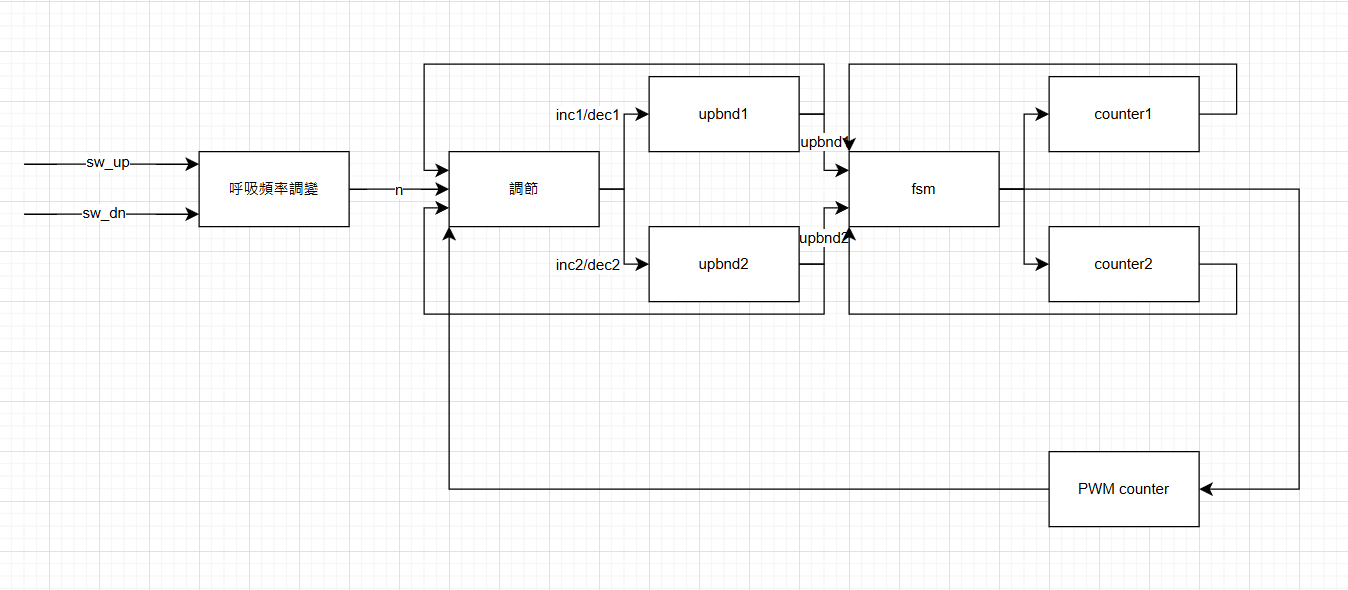 sw_up
sw_dn
呼吸頻率調變
n
調節
inc1/dec1
inc2/dec2
upbnd1
upbnd2
upbnd1
upbnd2
fsm
counter1
counter2
PWM counter